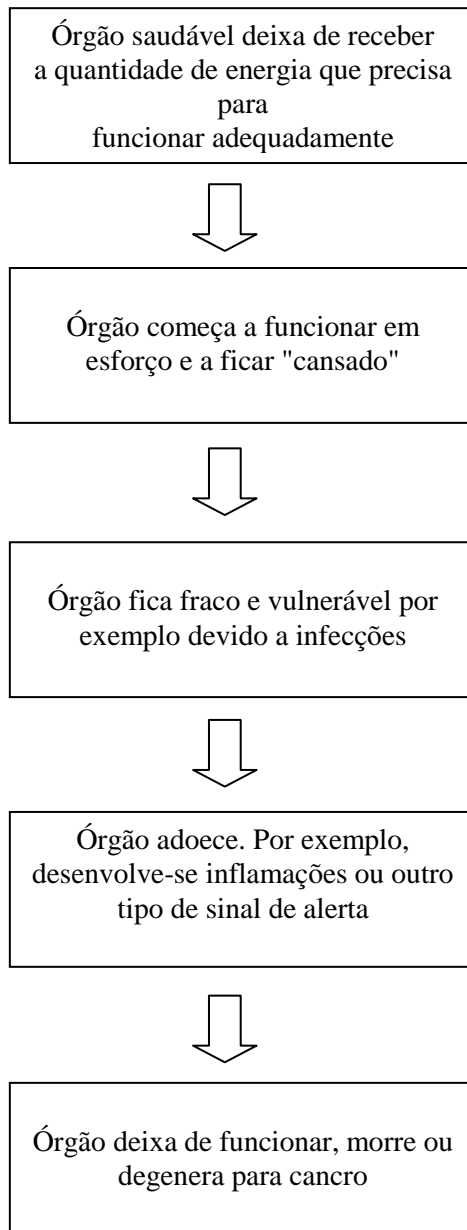 Órgão saudável deixa de receber
a quantidade de energia que precisa
para
funcionar adequadamente
Órgão começa a funcionar em
esforço e a ficar "cansado"
Órgão fica fraco e vulnerável por
exemplo devido a infecções
Órgão adoece. Por exemplo,
desenvolve-se inflamações ou outro
tipo de sinal de alerta
Órgão deixa de funcionar, morre ou
degenera para cancro